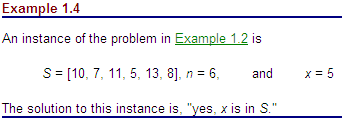 Example 1.4
An instance of the problem in Example 1.2 is
S = [10, 7, 11, 5, 13, 8], n = 6, and x = 5
The solution to this instance is, "yes, x is in S."